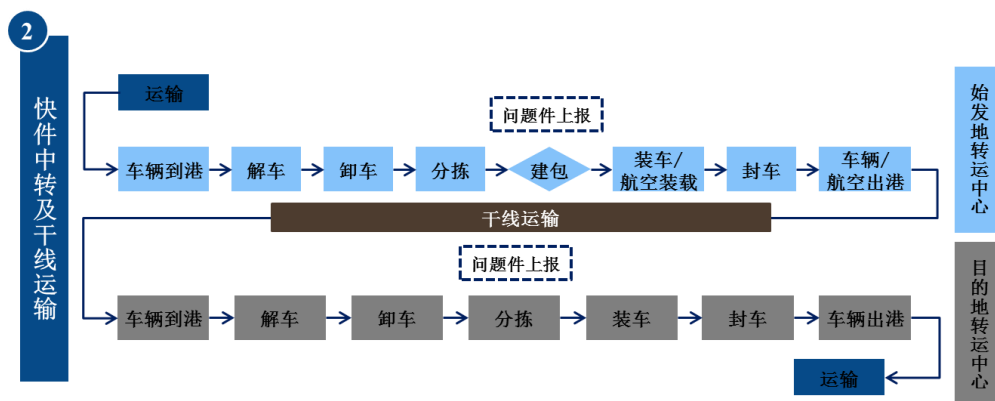 2
快件中转及干线运输
运输
问题件上报
车辆到港
解车
卸车
分拣
建包
装车/
航空装载
封车
车辆/
航空出港
始发地转运中心
干线运输
问题件上报
车辆到港
解车
卸车
分拣
装车
封车
车辆出港
目的地转运中心
运输